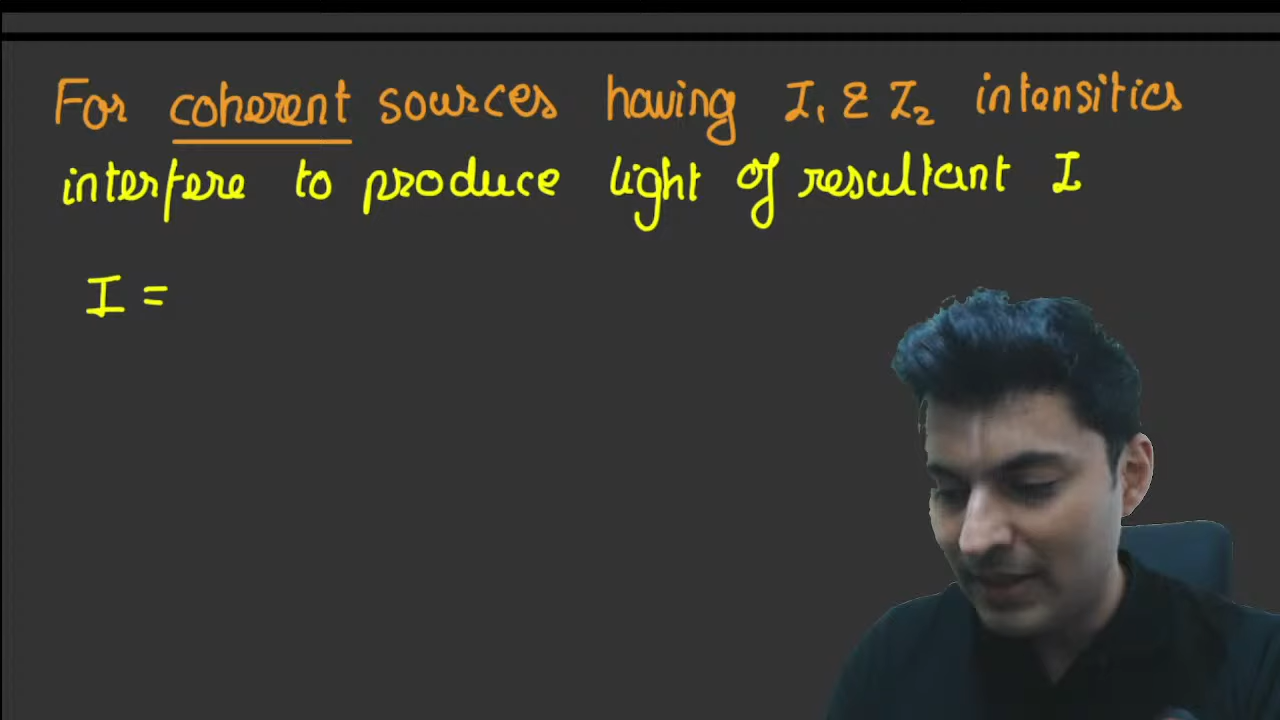 For coherent sources having I₁ & I₂ intensities
interfere to produce light of resultant I
I =